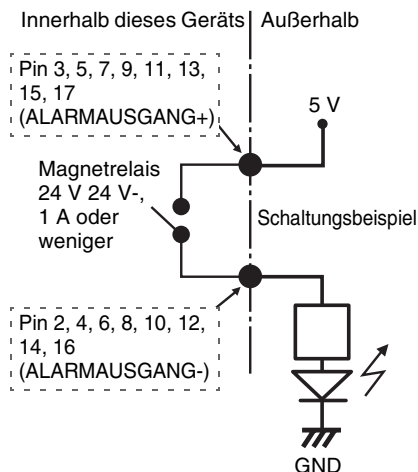 Innerhalb dieses Geräts
Außerhalb
Pin 3, 5, 7, 9, 11, 13,
15, 17
(ALARMAUSGANG+)
5 V
Magnetrelais
24 V 24 V-,
1 A oder
weniger
Schaltungsbeispiel
Pin 2, 4, 6, 8, 10, 12,
14, 16
(ALARMAUSGANG-)
GND